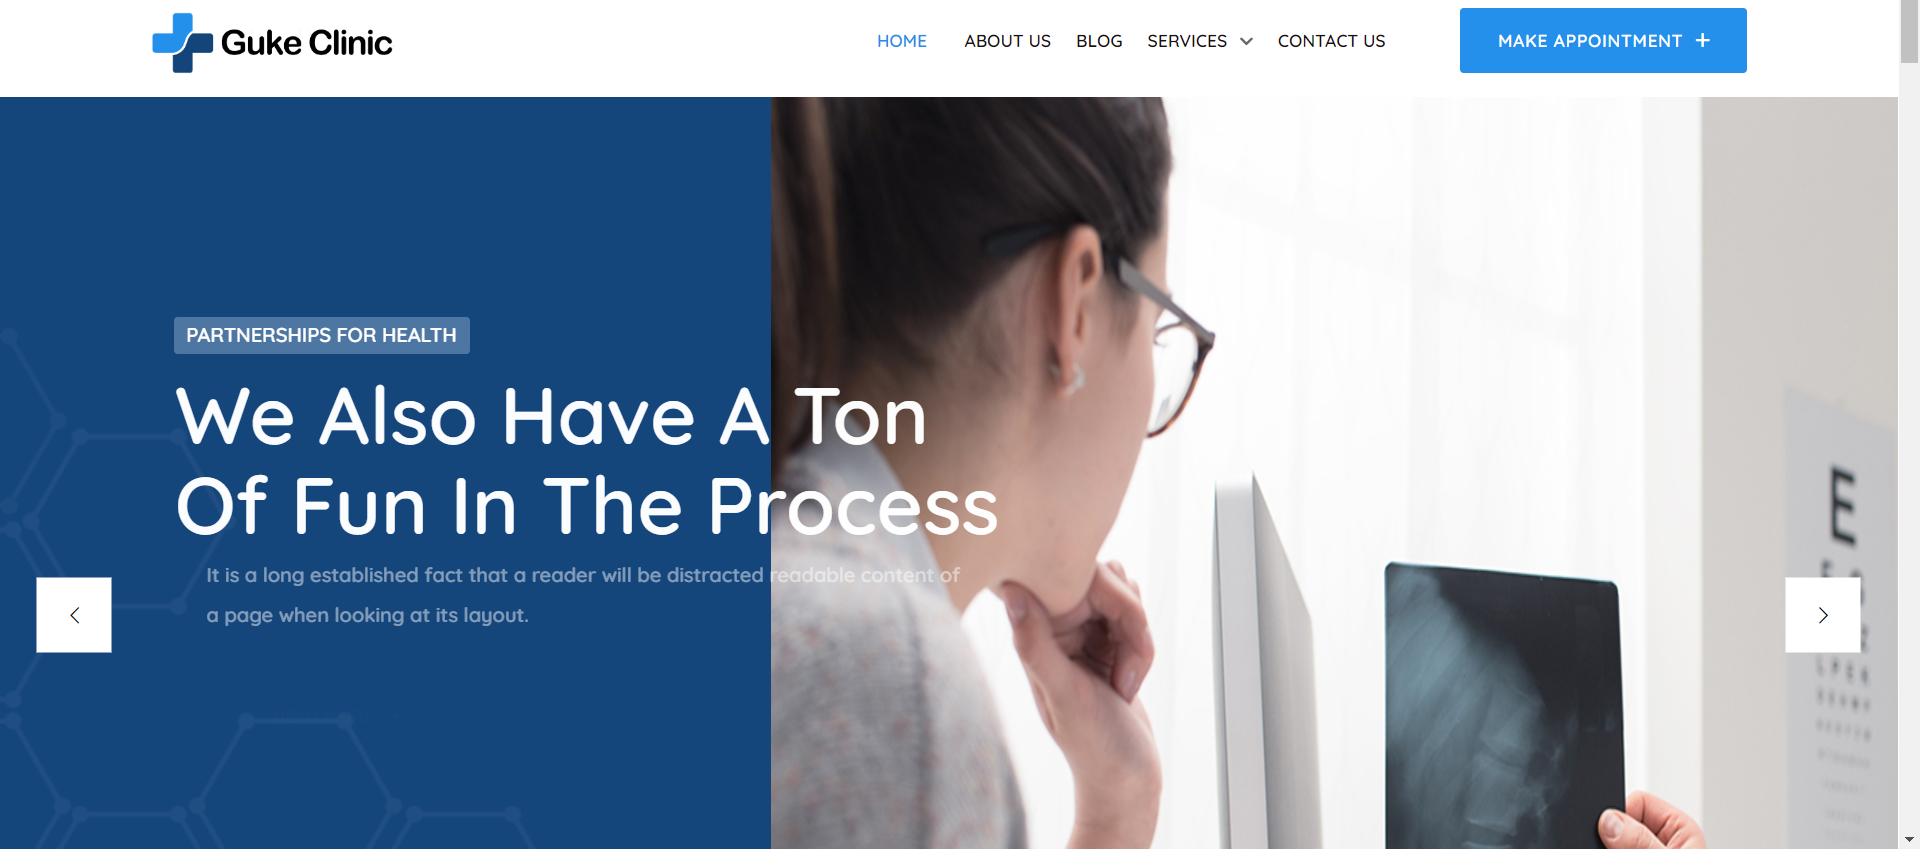 Guke Clinic
HOME ABOUT US BLOG SERVICES CONTACT US MAKE APPOINTMENT +
PARTNERSHIPS FOR HEALTH
We Also Have A Ton
Of Fun In The Process
It is a long established fact that a reader will be distracted readable content of
a page when looking at its layout.
E